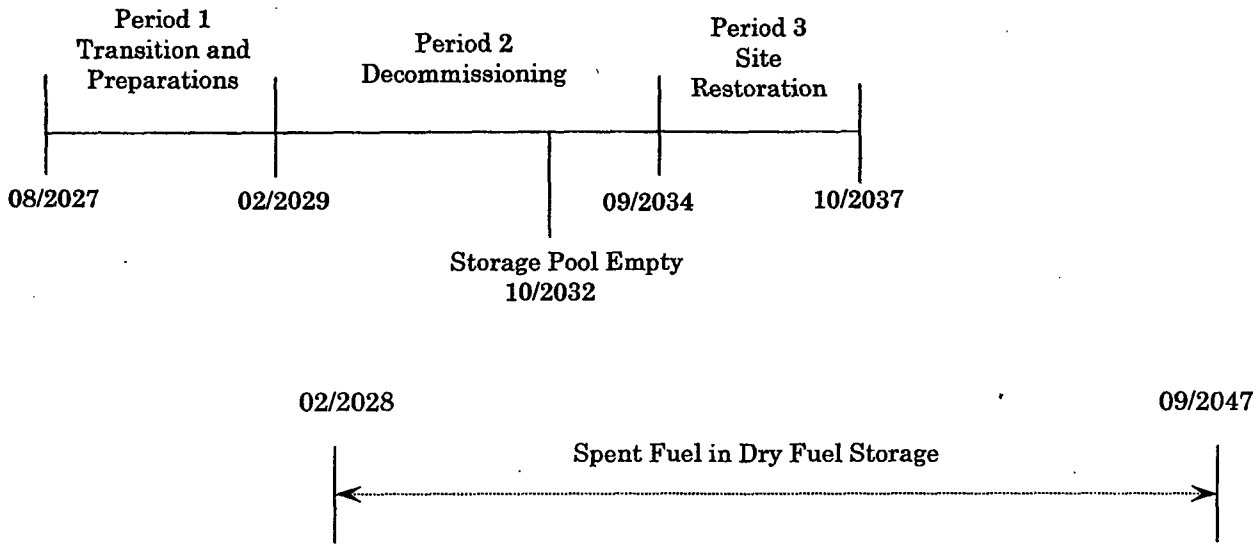 Period 1
Transition and
Preparations
Period 2
Decommissioning
Period 3
Site
Restoration
08/2027
02/2029
09/2034
10/2037
Storage Pool Empty
10/2032
02/2028
09/2047
Spent Fuel in Dry Fuel Storage